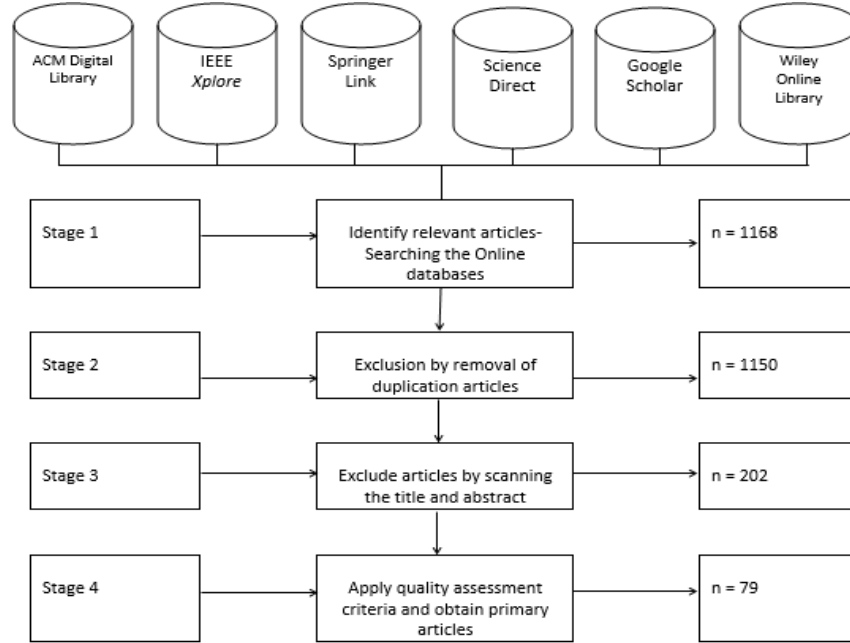 ACM Digital
Library
IEEE
Xplore
Springer
Link
Science
Direct
Google
Scholar
Wiley
Online
Library
Stage 1
Identify relevant articles-
Searching the Online
databases
n = 1168
Stage 2
Exclusion by removal of
duplication articles
n = 1150
Stage 3
Exclude articles by scanning
the title and abstract
n = 202
Stage 4
Apply quality assessment
criteria and obtain primary
articles
n = 79